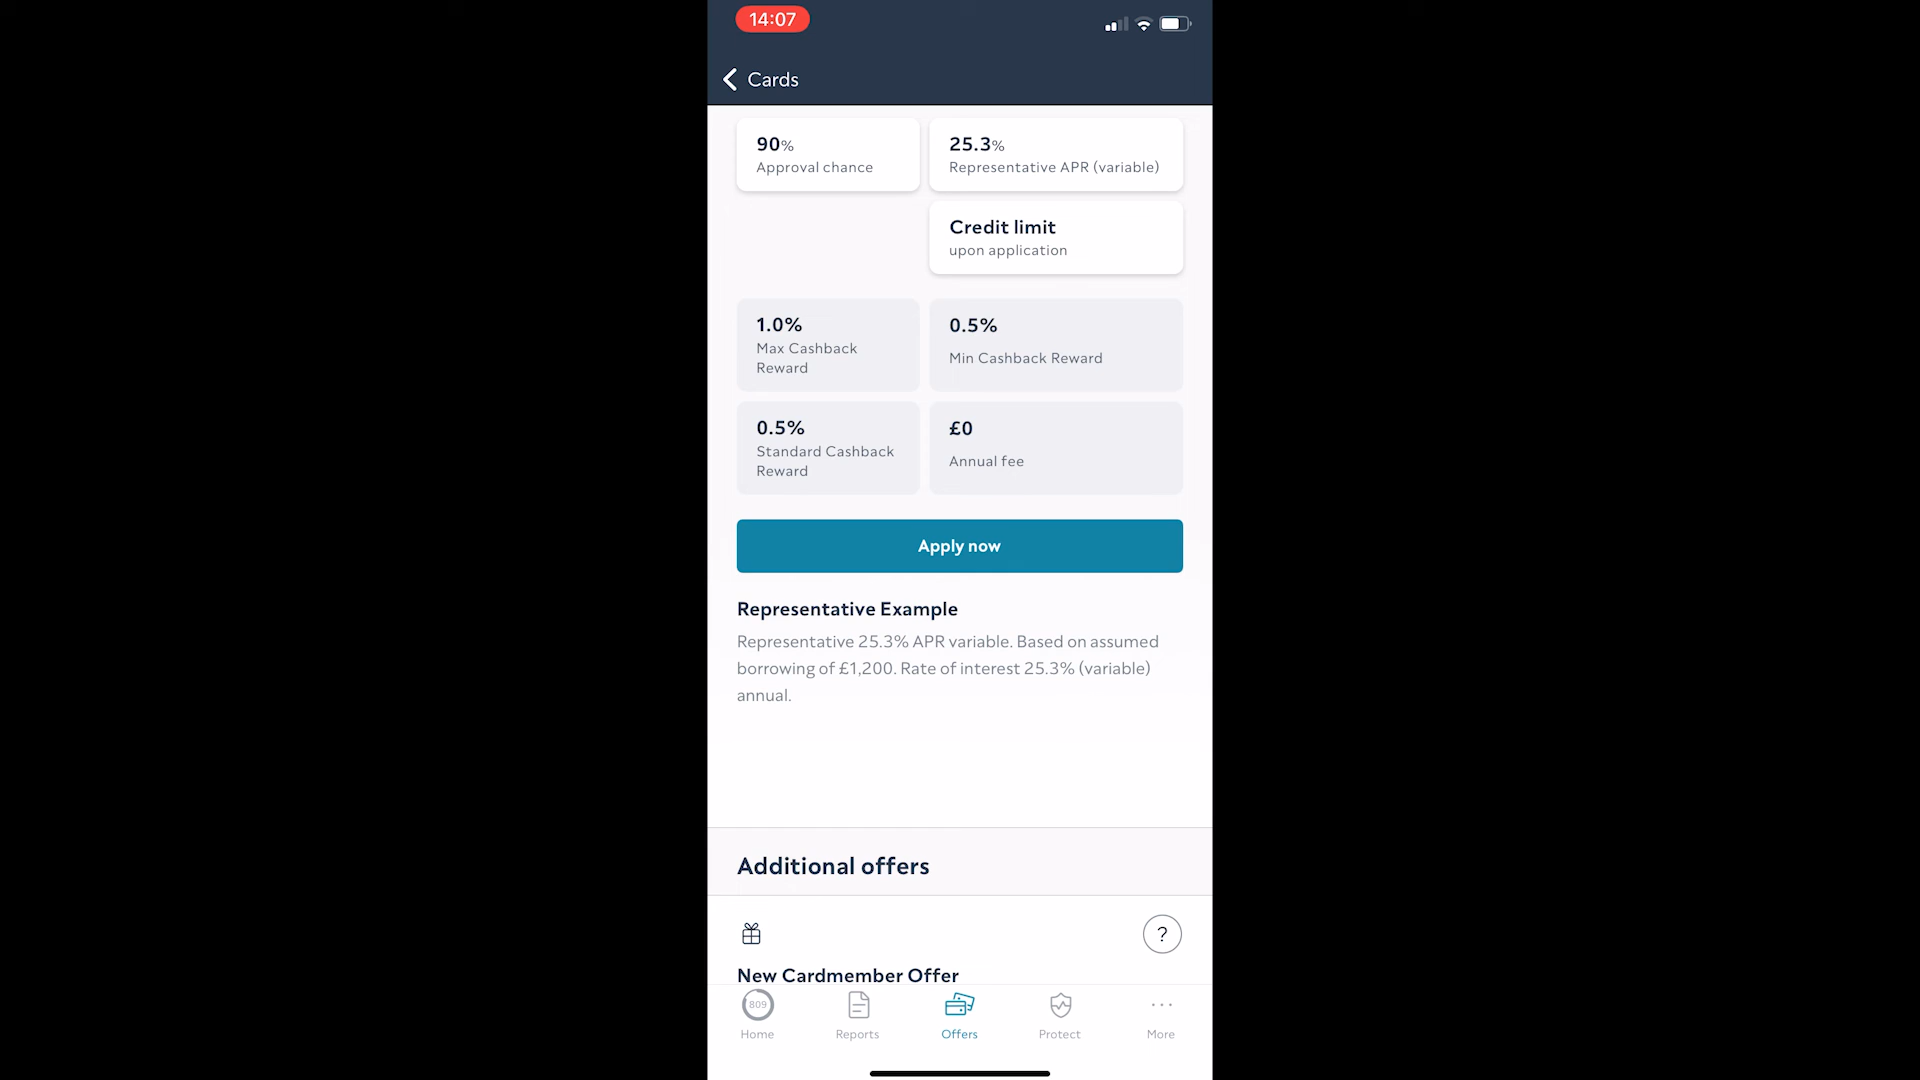 14:07
Cards
90%
Approval chance
25.3%
Representative APR (variable)
Credit limit
upon application
1.0%
Max Cashback
Reward
0.5%
Min Cashback Reward
0.5%
Standard Cashback
Reward
£0
Annual fee
Apply now
Representative Example
Representative 25.3% APR variable. Based on assumed
borrowing of £1,200. Rate of interest 25.3% (variable)
annual.
Additional offers
?
New Cardmember Offer
809
Home
Reports
Offers
Protect
More